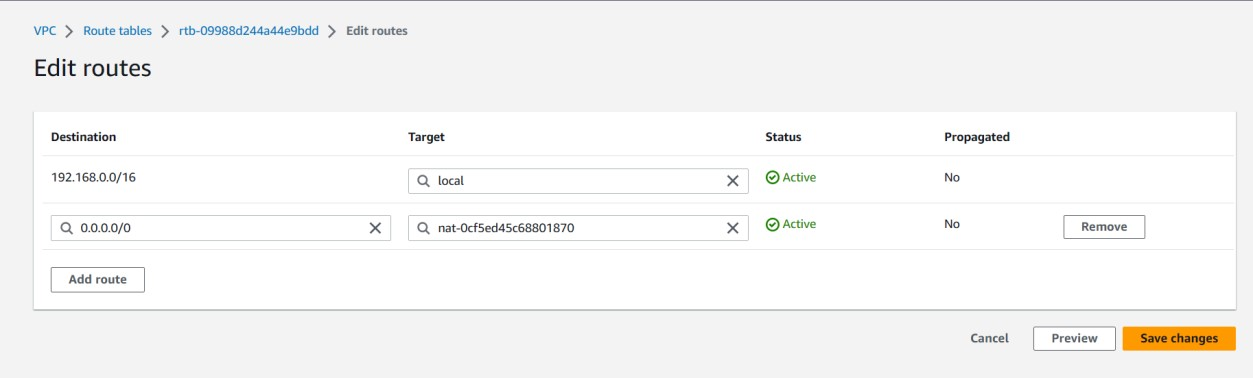 VPC > Route tables > rtb-09988d244a44e9bdd > Edit routes
Edit routes
Destination Target Status Propagated
192.168.0.0/16 local Active No
0.0.0.0/0 nat-0cf5ed45c68801870 Active No Remove
Add route
Cancel Preview Save changes